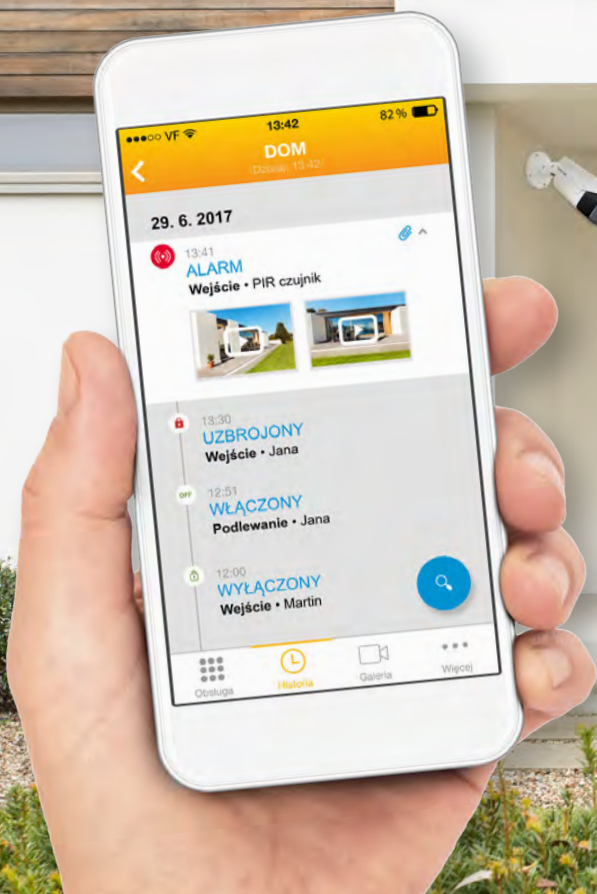 VF 13:42 82%
DOM
(Dzisiaj, 13:42)
29. 6. 2017
13:41
ALARM
Wejście • PIR czujnik
13:30
UZBROJONY
Wejście • Jana
OFF 12:51
WŁĄCZONY
Podlewanie • Jana
12:00
WYŁĄCZONY
Wejście • Martin
Obsługa Historia Galeria Więcej